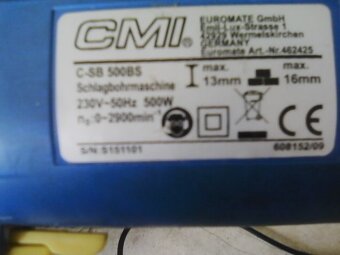 CMI®
EUROMATE GmbH
Emil-Lux-Strasse 1
42929 Wermelskirchen
GERMANY
Euromate Art.-Nr.462425
C-SB 500BS
Schlagbohrmaschine
230V~50Hz 500W
n₀:0-2900min⁻¹
max.
13mm
max.
16mm
CE
S/N: S151101
608152/09